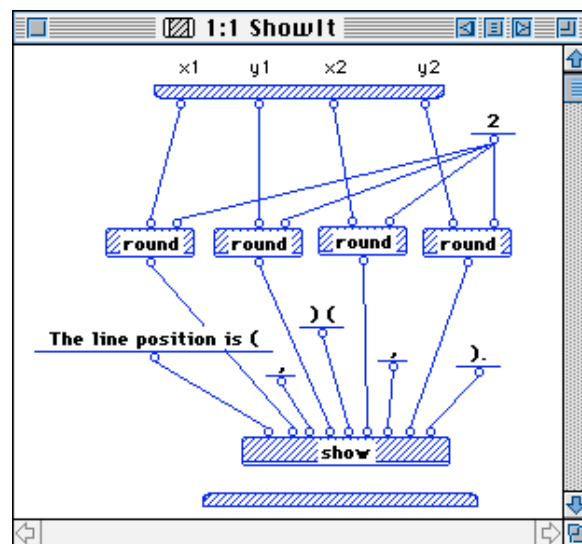 1:1 ShowIt
x1 y1 x2 y2
2
round round round round
)(
The line position is (
, , ).
show